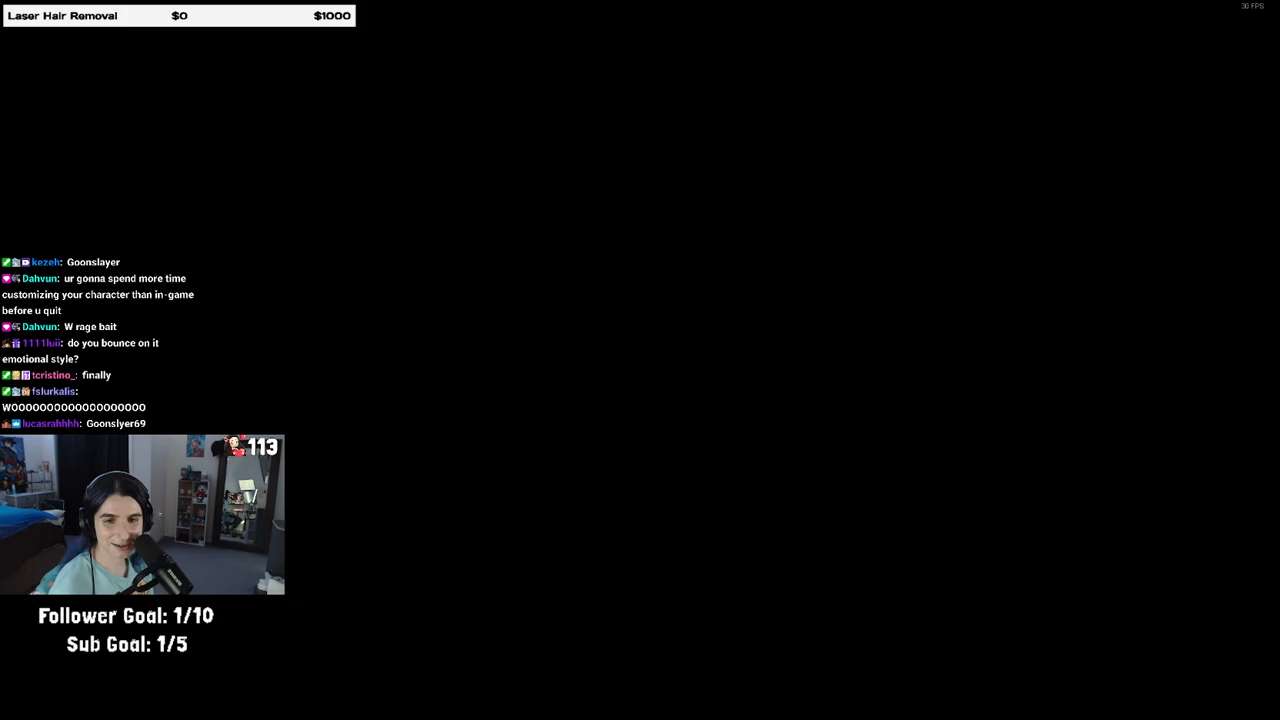 Laser Hair Removal $0 $1000
30 FPS
kezeh: Goonslayer
Dahvun: ur gonna spend more time
customizing your character than in-game
before u quit
Dahvun: W rage bait
1111luii: do you bounce on it
emotional style?
tcristino_: finally
fslurkalis:
WOOOOOOOOOOOOOOOOOO
lucasrahhhh: Goonslyer69
113
Follower Goal: 1/10
Sub Goal: 1/5